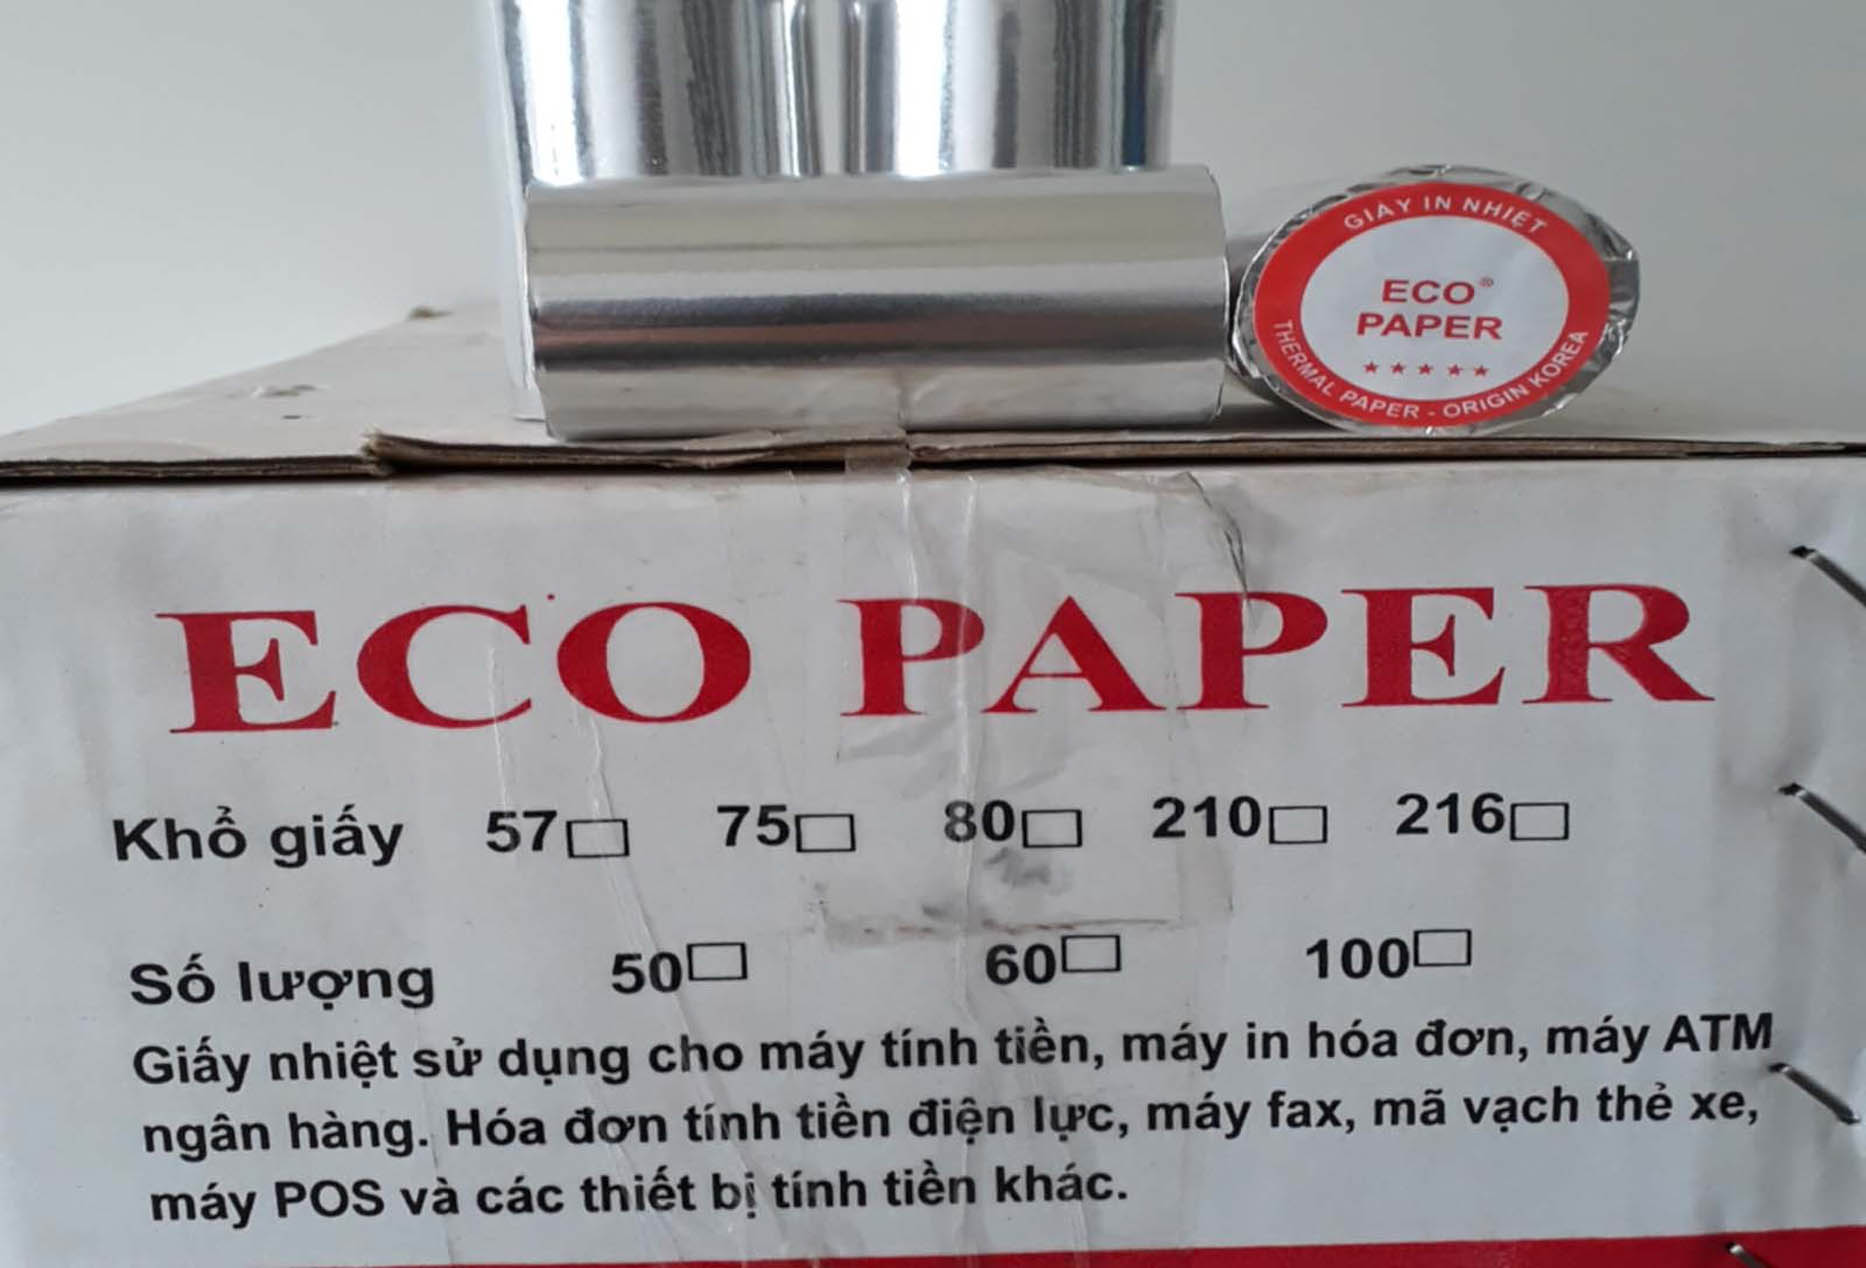 GIẤY IN NHIỆT
ECO®
PAPER
★★★★★
THERMAL PAPER - ORIGIN KOREA
ECO PAPER
Khổ giấy 57□ 75□ 80□ 210□ 216□
Số lượng 50□ 60□ 100□
Giấy nhiệt sử dụng cho máy tính tiền, máy in hóa đơn, máy ATM
ngân hàng. Hóa đơn tính tiền điện lực, máy fax, mã vạch thẻ xe,
máy POS và các thiết bị tính tiền khác.